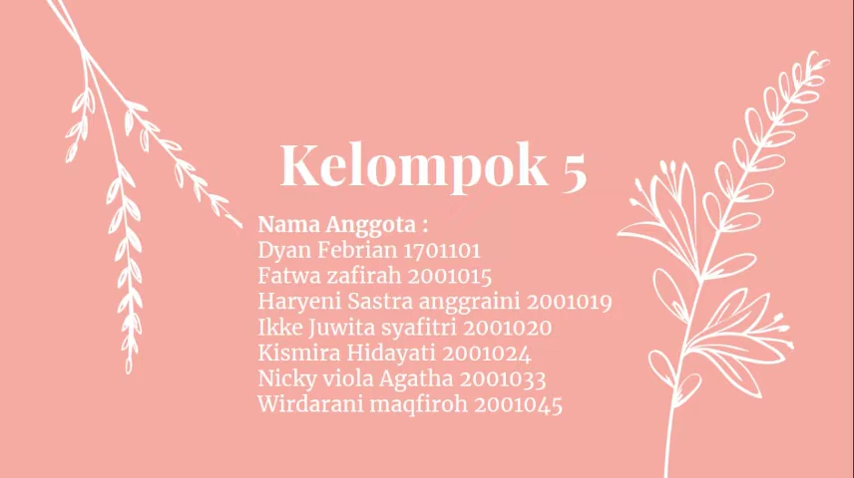 Kelompok 5
Nama Anggota :
Dyan Febrian 1701101
Fatwa zafirah 2001015
Haryeni Sastra anggraini 2001019
Ikke Juwita syafitri 2001020
Kismira Hidayati 2001024
Nicky viola Agatha 2001033
Wirdarani maqfiroh 2001045